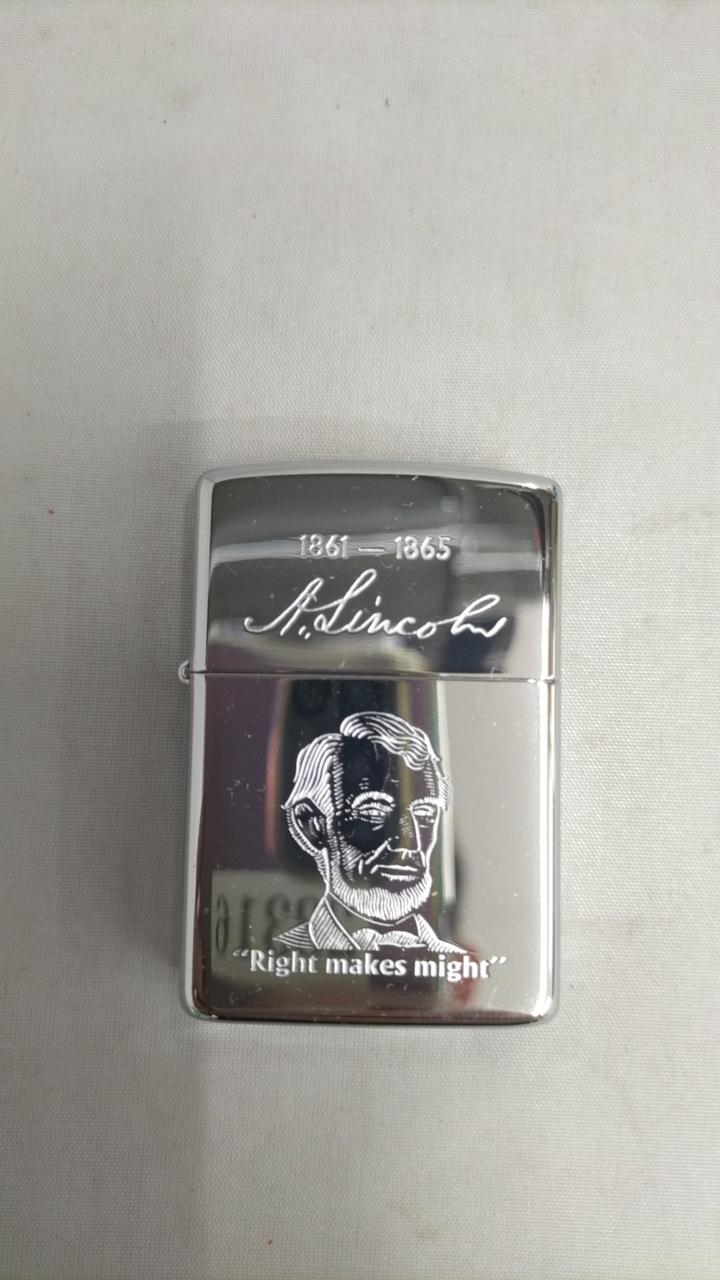 1861 — 1865
A. Lincoln
“Right makes might”